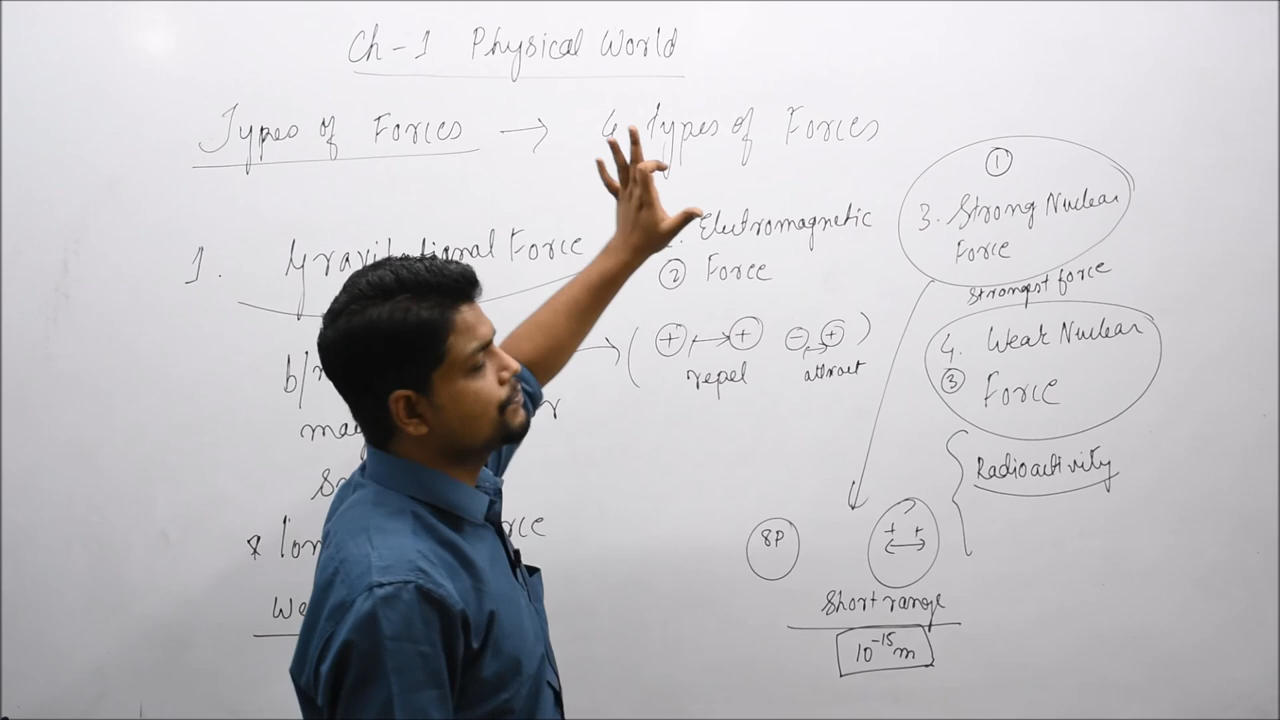 Ch-1 Physical World
Types of Forces → 4 Types of Forces
1. Gravitational Force
Electromagnetic
② Force
①
3. Strong Nuclear
Force
Strongest force
4. Weak Nuclear
③ Force
Radioactivity
→ ( + → + - + )
repel attract
b/
8P
+ +
Short range
10⁻¹⁵ m